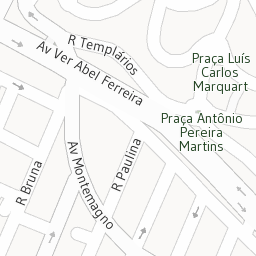 R Templários
Av Ver Abel Ferreira
Praça Luís
Carlos
Marquart
Praça Antônio
Pereira
Martins
R Paulina
Av Montemagno
R Bruna